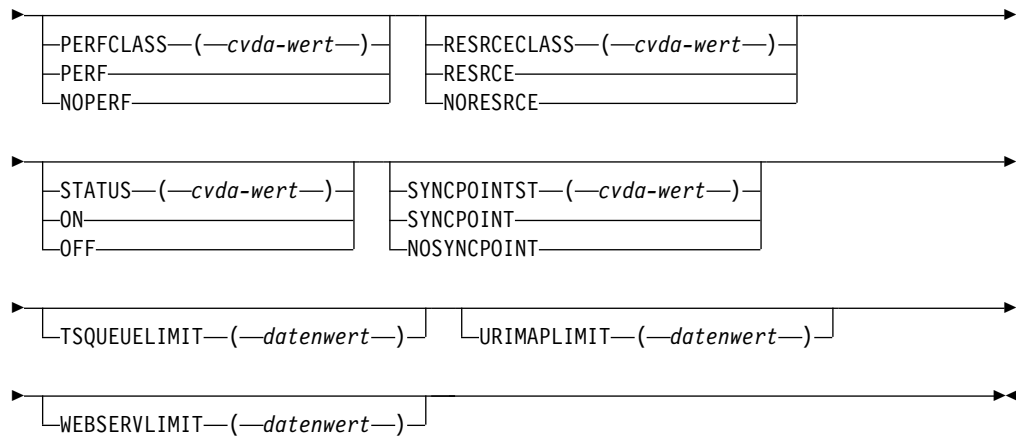 PERFCLASS ( cvda-wert ) RESRCECLASS ( cvda-wert )
PERF RESRCE
NOPERF NORESRCE
STATUS ( cvda-wert ) SYNCPOINTST ( cvda-wert )
ON SYNCPOINT
OFF NOSYNCPOINT
TSQUEUELIMIT ( datenwert ) URIMAPLIMIT ( datenwert )
WEBSERVLIMIT ( datenwert )